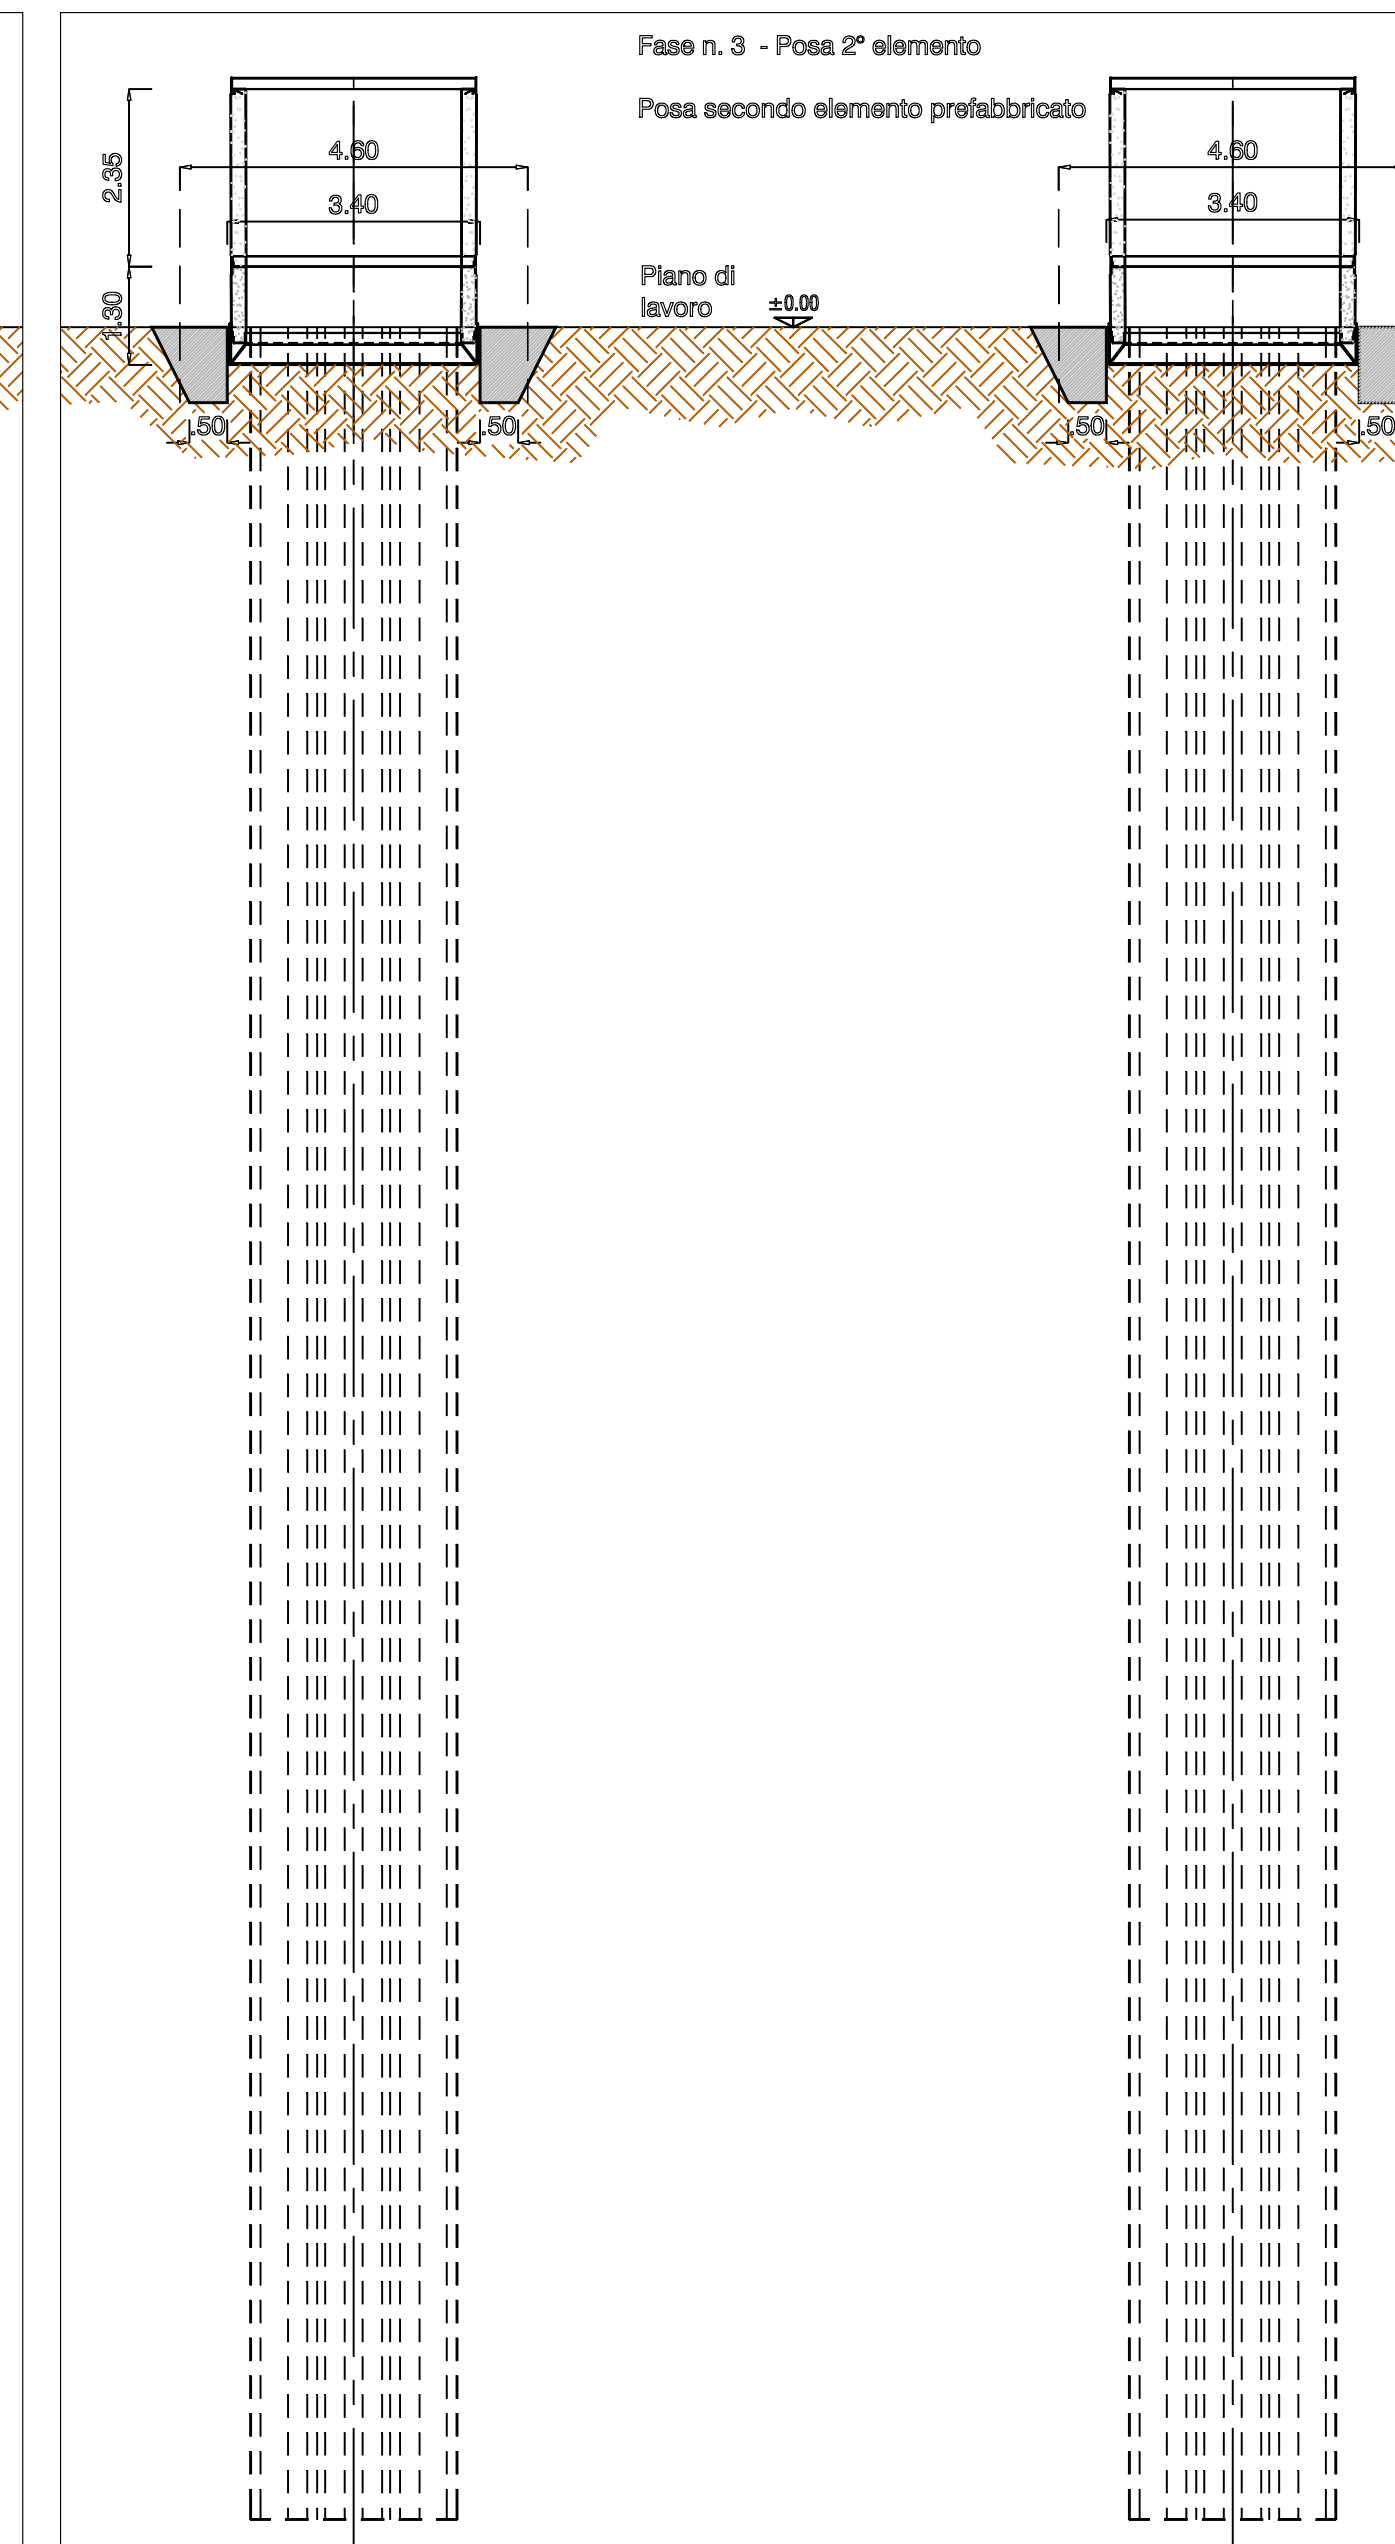 Fase n. 3 - Posa 2° elemento
Posa secondo elemento prefabbricato
4.60
4.60
2.35
3.40
3.40
Piano di
lavoro
±0.00
1.30
.50
.50
.50
.50